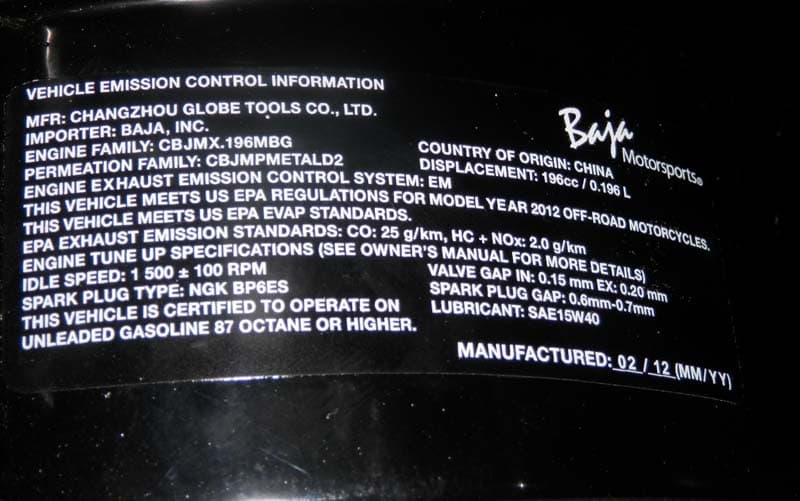 VEHICLE EMISSION CONTROL INFORMATION
MFR: CHANGZHOU GLOBE TOOLS CO., LTD.
IMPORTER: BAJA, INC.
Baja
Motorsports®
ENGINE FAMILY: CBJMX.196MBG
COUNTRY OF ORIGIN: CHINA
PERMEATION FAMILY: CBJMPMETALD2
DISPLACEMENT: 196cc / 0.196 L
ENGINE EXHAUST EMISSION CONTROL SYSTEM: EM
THIS VEHICLE MEETS US EPA REGULATIONS FOR MODEL YEAR 2012 OFF-ROAD MOTORCYCLES.
THIS VEHICLE MEETS US EPA EVAP STANDARDS.
EPA EXHAUST EMISSION STANDARDS: CO: 25 g/km, HC + NOx: 2.0 g/km
ENGINE TUNE UP SPECIFICATIONS (SEE OWNER'S MANUAL FOR MORE DETAILS)
IDLE SPEED: 1 500 ± 100 RPM
VALVE GAP IN: 0.15 mm EX: 0.20 mm
SPARK PLUG TYPE: NGK BP6ES
SPARK PLUG GAP: 0.6mm-0.7mm
THIS VEHICLE IS CERTIFIED TO OPERATE ON
LUBRICANT: SAE15W40
UNLEADED GASOLINE 87 OCTANE OR HIGHER.
MANUFACTURED: 02 / 12 (MM/YY)